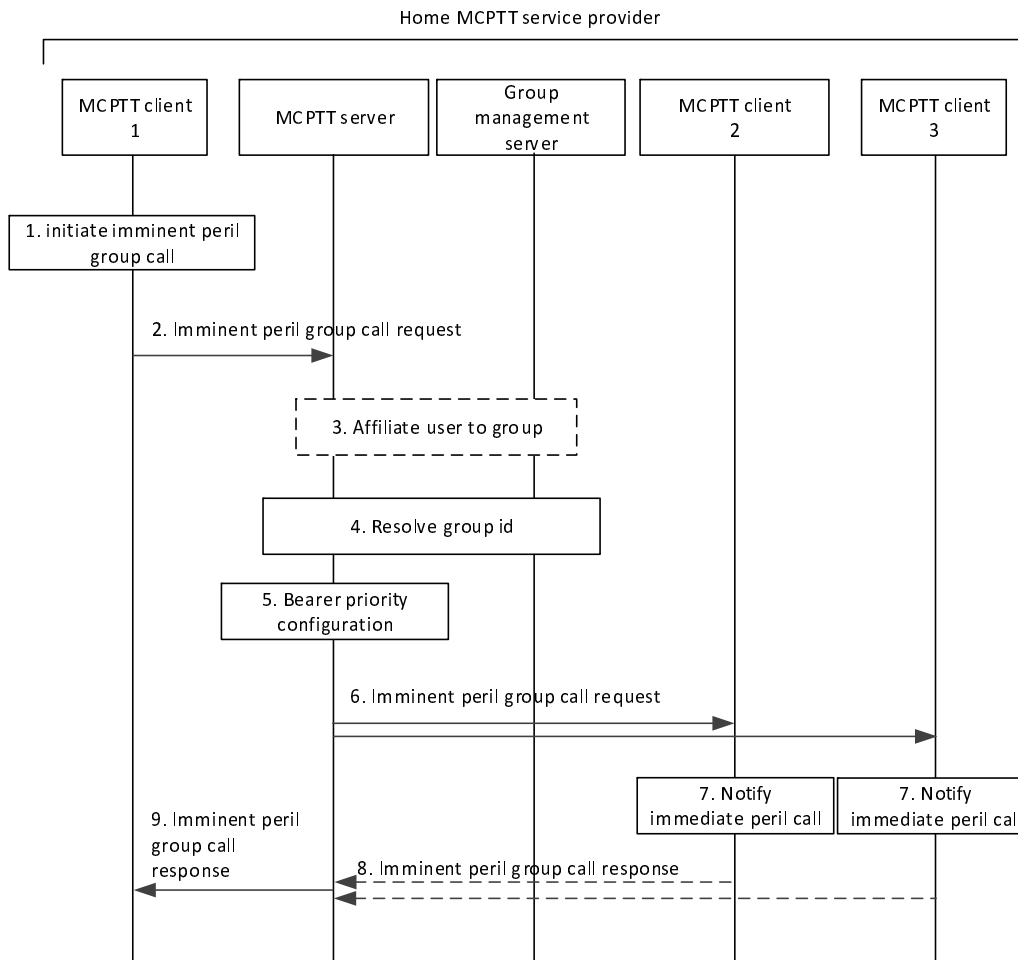 Home MCPTT service provider
MCPTT client
1
MCPTT server
Group
management
server
MCPTT client
2
MCPTT client
3
1. initiate imminent peril
group call
2. Imminent peril group call request
3. Affiliate user to group
4. Resolve group id
5. Bearer priority
configuration
6. Imminent peril group call request
7. Notify
immediate peril call
7. Notify
immediate peril cal
9. Imminent peril
group call
response
8. Imminent peril group call response